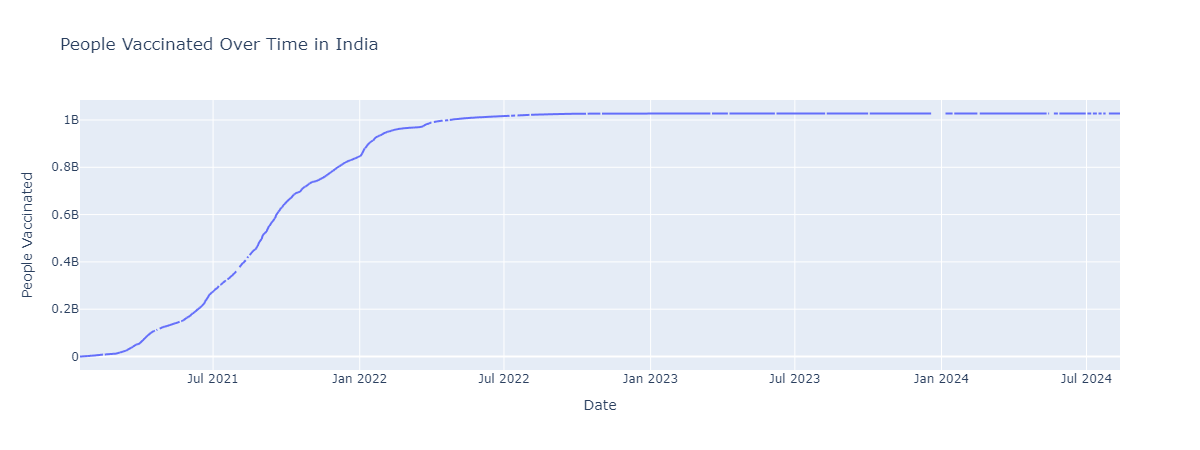 People Vaccinated Over Time in India
People Vaccinated
1B
0.8B
0.6B
0.4B
0.2B
0
Jul 2021 Jan 2022 Jul 2022 Jan 2023 Jul 2023 Jan 2024 Jul 2024
Date